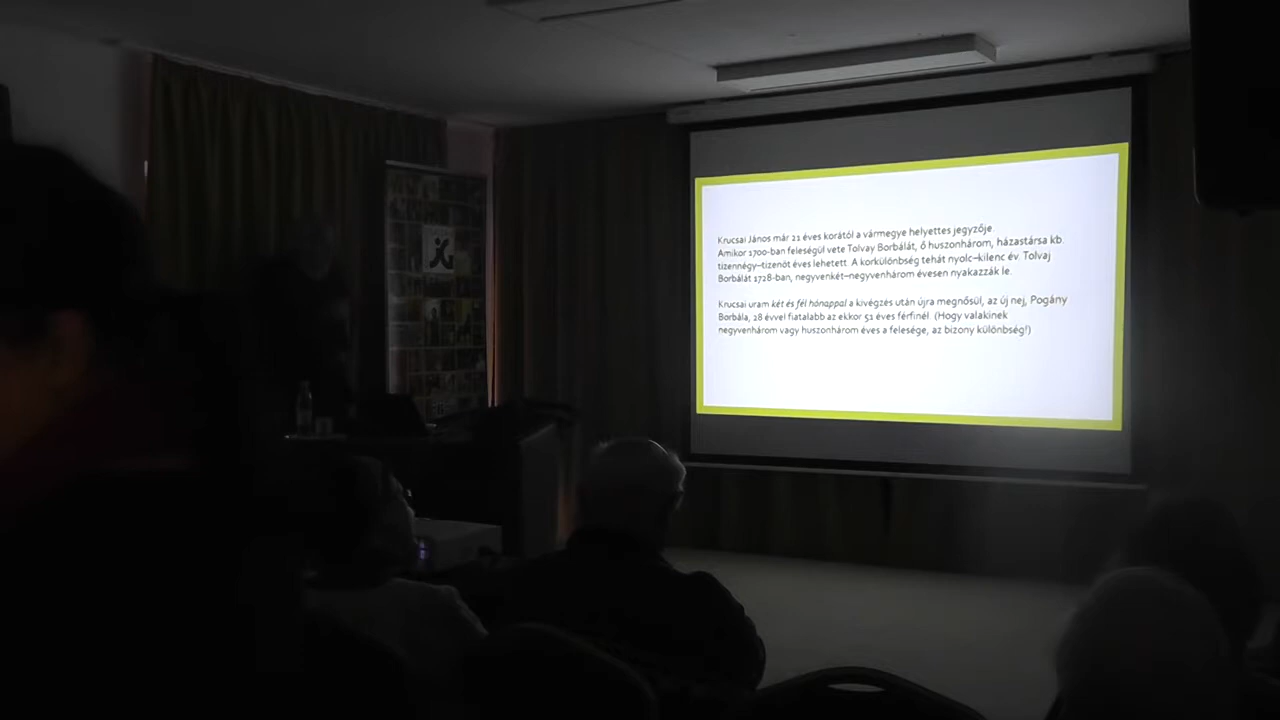 Krucsai János már 21 éves korától a vármegye helyettes jegyzője.
Amikor 1700-ban feleségül vete Tolvay Borbálát, ő huszonhárom, házastársa kb.
tizennégy–tizenöt éves lehetett. A korkülönbség tehát nyolc–kilenc év. Tolvaj
Borbálát 1728-ban, negyvenkét–negyvenhárom évesen nyakazzák le.
Krucsai uram két és fél hónappal a kivégzés után újra megnősül, az új nej, Pogány
Borbála, 28 évvel fiatalabb az ekkor 51 éves férfinél. (Hogy valakinek
negyvenhárom vagy huszonhárom éves a felesége, az bizony különbség!)